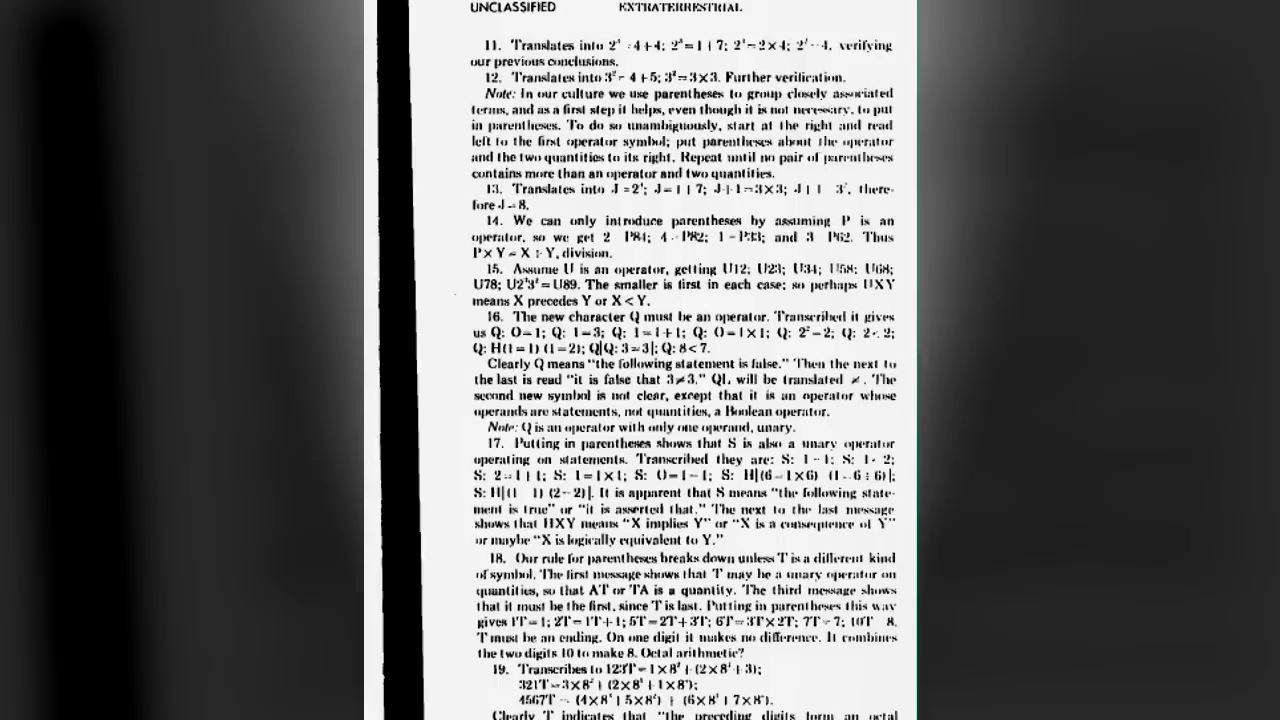 UNCLASSIFIED EXTRATERRESTRIAL
11. Translates into 2³=4+4; 2³=1+7; 2³=2×4; 2²=4, verifying
our previous conclusions.
12. Translates into 3²=4+5; 3²=3×3. Further verification.
Note: In our culture we use parentheses to group closely associated
terms, and as a first step it helps, even though it is not necessary, to put
in parentheses. To do so unambiguously, start at the right and read
left to the first operator symbol; put parentheses about the operator
and the two quantities to its right. Repeat until no pair of parentheses
contains more than an operator and two quantities.
13. Translates into J=2³; J=1+7; J+1=3×3; J+1=3², there-
fore J=8.
14. We can only introduce parentheses by assuming P is an
operator, so we get 2=P84; 4=P82; 1=P33; and 3=P62. Thus
P×Y=X÷Y, division.
15. Assume U is an operator, getting U12; U23; U34; U58; U68;
U78; U2³3²=U89. The smaller is first in each case; so perhaps UXY
means X precedes Y or X<Y.
16. The new character Q must be an operator. Transcribed it gives
us Q: O=1; Q: 1=3; Q: 1=1+1; Q: O=1×1; Q: 2²=2; Q: 2<2;
Q: H(1=1) (1=2); Q[Q: 3=3]; Q: 8<7.
Clearly Q means "the following statement is false." Then the next to
the last is read "it is false that 3≠3." QL will be translated ≠. The
second new symbol is not clear, except that it is an operator whose
operands are statements, not quantities, a Boolean operator.
Note: Q is an operator with only one operand, unary.
17. Putting in parentheses shows that S is also a unary operator
operating on statements. Transcribed they are: S: 1=1; S: 1<2;
S: 2=1+1; S: 1=1×1; S: O=1-1; S: H[(6=1×6) (1=6÷6)];
S: H[(1=1) (2=2)]. It is apparent that S means "the following state-
ment is true" or "it is asserted that." The next to the last message
shows that HXY means "X implies Y" or "X is a consequence of Y"
or maybe "X is logically equivalent to Y."
18. Our rule for parentheses breaks down unless T is a different kind
of symbol. The first message shows that T may be a unary operator on
quantities, so that AT or TA is a quantity. The third message shows
that it must be the first, since T is last. Putting in parentheses this way
gives 1T=1; 2T=1T+1; 5T=2T+3T; 6T=3T×2T; 7T=7; 10T=8.
T must be an ending. On one digit it makes no difference. It combines
the two digits 10 to make 8. Octal arithmetic?
19. Transcribes to 123T=1×8²+(2×8¹+3);
321T=3×8²+(2×8¹+1×8⁰);
4567T=(4×8³+5×8²)+(6×8¹+7×8⁰).
Clearly T indicates that "the preceding digits form an octal